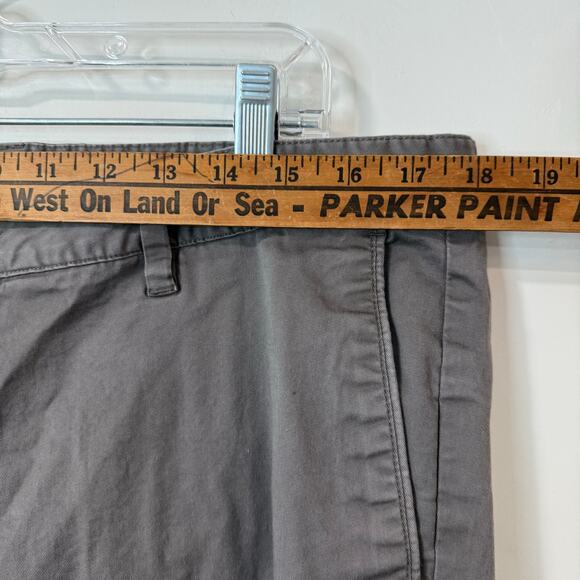 11 12 13 14 15 16 17 18 19
West On Land Or Sea - PARKER PAINT